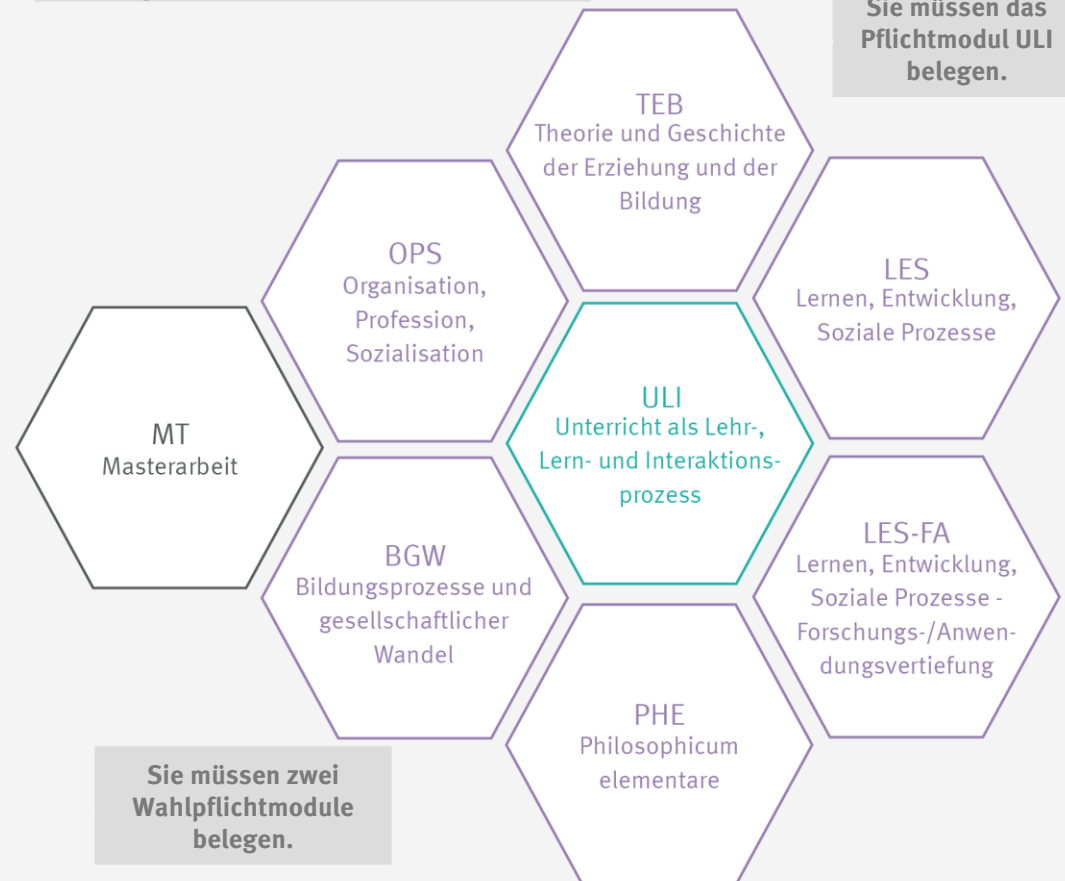 Sie müssen das
Pflichtmodul ULI
belegen.
TEB
Theorie und Geschichte
der Erziehung und der
Bildung
OPS
Organisation,
Profession,
Sozialisation
LES
Lernen, Entwicklung,
Soziale Prozesse
MT
Masterarbeit
ULI
Unterricht als Lehr-,
Lern- und Interaktions-
prozess
BGW
Bildungsprozesse und
gesellschaftlicher
Wandel
LES-FA
Lernen, Entwicklung,
Soziale Prozesse -
Forschungs-/Anwen-
dungsvertiefung
PHE
Philosophicum
elementare
Sie müssen zwei
Wahlpflichtmodule
belegen.